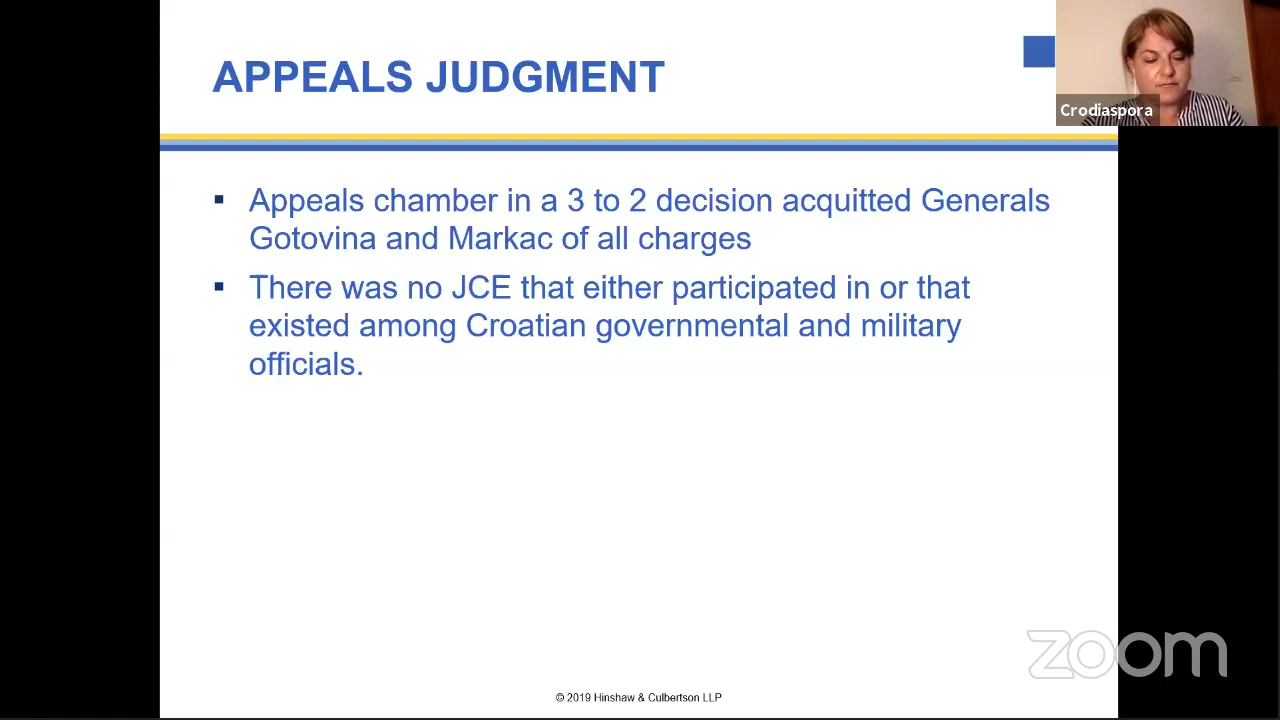 APPEALS JUDGMENT
Crodiaspora
▪ Appeals chamber in a 3 to 2 decision acquitted Generals
Gotovina and Markac of all charges
▪ There was no JCE that either participated in or that
existed among Croatian governmental and military
officials.
zoom
© 2019 Hinshaw & Culbertson LLP